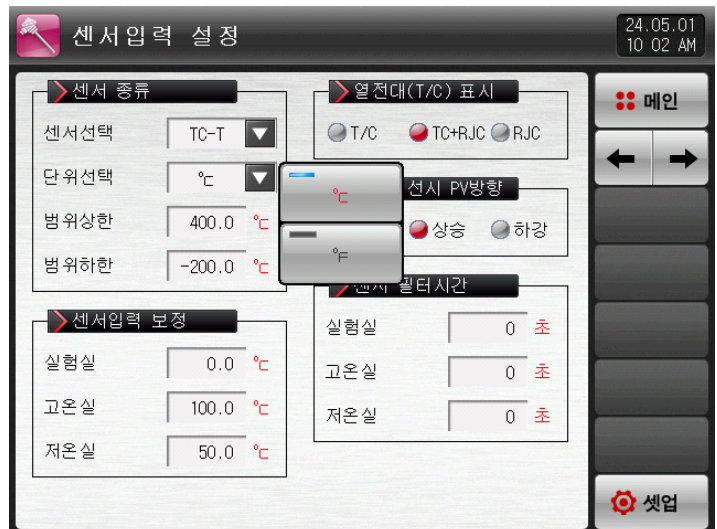 센서입력 설정
24.05.01
10 02 AM
센서 종류
센서선택 TC-T
단위선택 ℃
범위상한 400.0 ℃
범위하한 -200.0 ℃
℃
℉
센서입력 보정
실험실 0.0 ℃
고온실 100.0 ℃
저온실 50.0 ℃
열전대(T/C) 표시
T/C TC+RJC RJC
선시 PV방향
상승 하강
센서 필터시간
실험실 0 초
고온실 0 초
저온실 0 초
메인
셋업